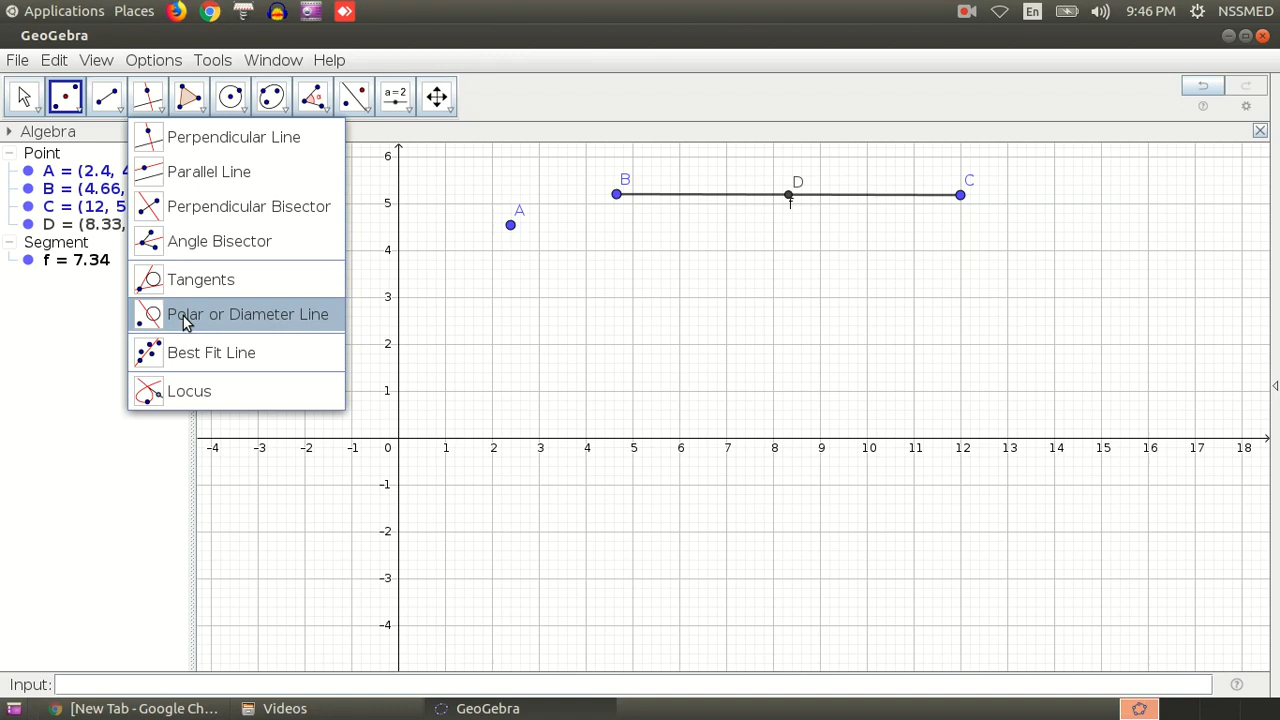 Applications Places En 9:46 PM NSSMED
GeoGebra
File Edit View Options Tools Window Help
a=2
Algebra
Point
A = (2.4, 4
B = (4.66,
C = (12, 5
D = (8.33,
Segment
f = 7.34
Perpendicular Line
Parallel Line
Perpendicular Bisector
Angle Bisector
Tangents
Polar or Diameter Line
Best Fit Line
Locus
6
5
4
3
2
1
B D C
A
f
-4 -3 -2 -1 0 1 2 3 4 5 6 7 8 9 10 11 12 13 14 15 16 17 18
-1
-2
-3
-4
Input:
[New Tab - Google Ch... Videos GeoGebra